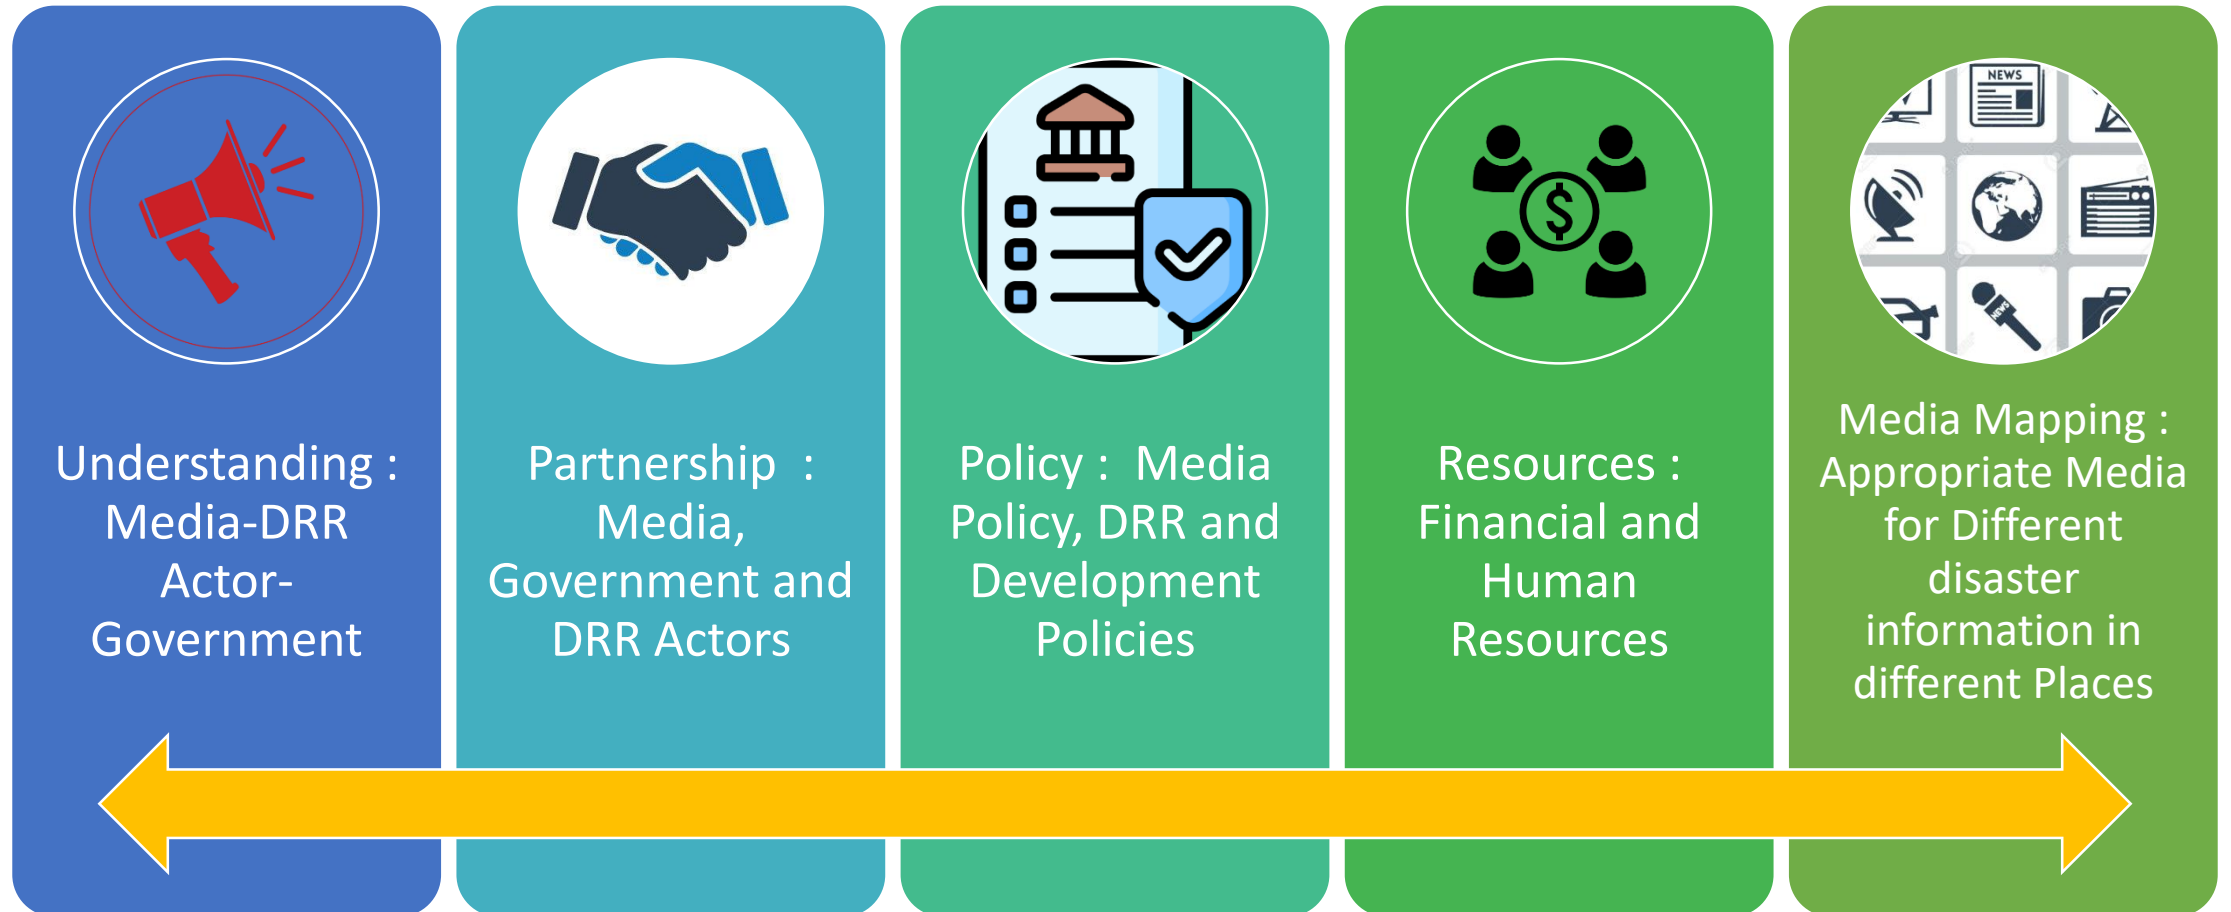 Understanding :
Media-DRR
Actor-
Government
Partnership :
Media,
Government and
DRR Actors
Policy : Media
Policy, DRR and
Development
Policies
$
Resources :
Financial and
Human
Resources
NEWS
NEWS
Media Mapping :
Appropriate Media
for Different
disaster
information in
different Places